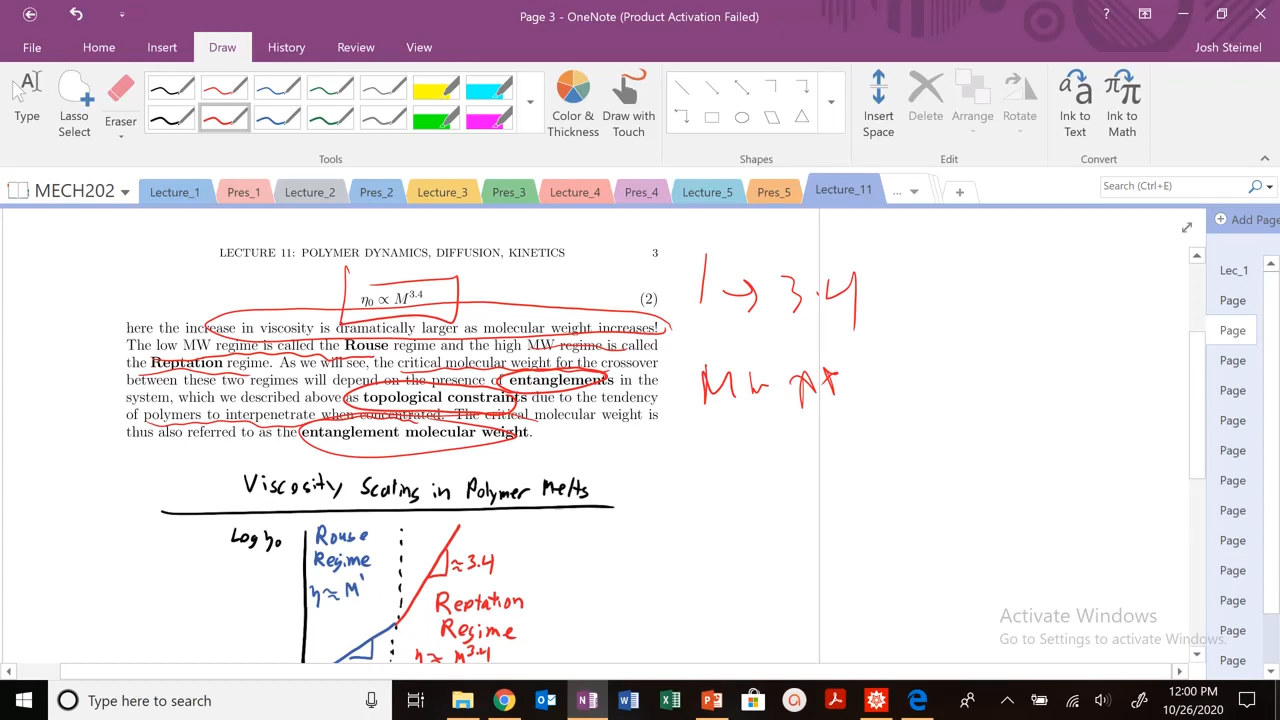 Page 3 - OneNote (Product Activation Failed)
?
File Home Insert Draw History Review View Josh Steimel
Type Lasso Select Eraser Color & Thickness Draw with Touch Insert Space Delete Arrange Rotate Ink to Text Ink to Math
Tools Shapes Edit Convert
MECH202 Lecture_1 Pres_1 Lecture_2 Pres_2 Lecture_3 Pres_3 Lecture_4 Pres_4 Lecture_5 Pres_5 Lecture_11 ... Search (Ctrl+E)
Add Page
Lec_1
Page
Page
Page
Page
Page
Page
Page
Page
Page
Page
Page
Page
Page
LECTURE 11: POLYMER DYNAMICS, DIFFUSION, KINETICS 3
η₀ ∝ M^3.4 (2)
here the increase in viscosity is dramatically larger as molecular weight increases!
The low MW regime is called the Rouse regime and the high MW regime is called
the Reptation regime. As we will see, the critical molecular weight for the crossover
between these two regimes will depend on the presence of entanglements in the
system, which we described above as topological constraints due to the tendency
of polymers to interpenetrate when concentrated. The critical molecular weight is
thus also referred to as the entanglement molecular weight.
1 → 3.4
Viscosity Scaling in Polymer Melts
Log η₀
Rouse
Regime
η ≈ M¹
≈ 3.4
Reptation
Regime
η ≈ M^3.4
Activate Windows
Go to Settings to activate Windows.
Type here to search
12:00 PM
10/26/2020